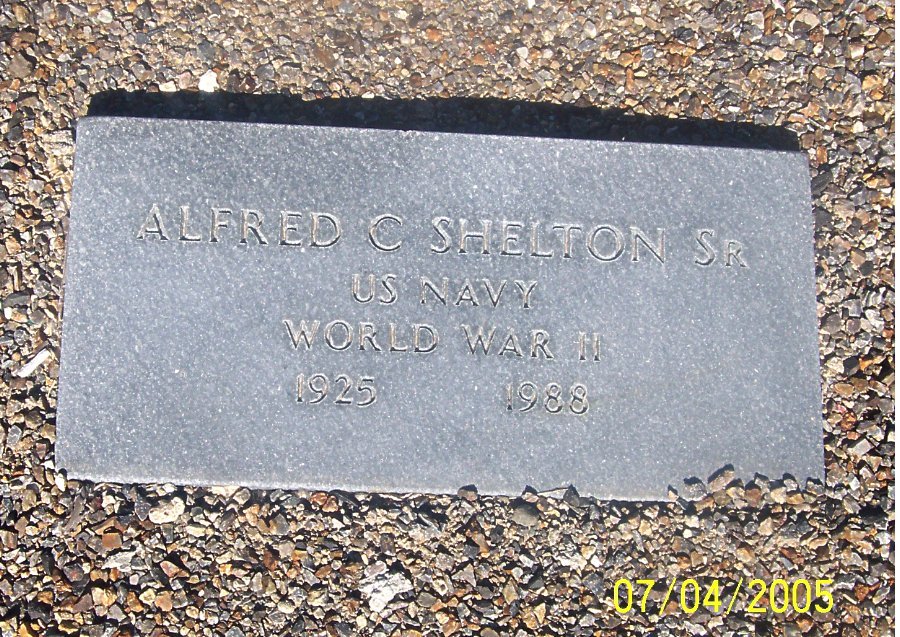 ALFRED C SHELTON SR
US NAVY
WORLD WAR II
1925 1988
07/04/2005